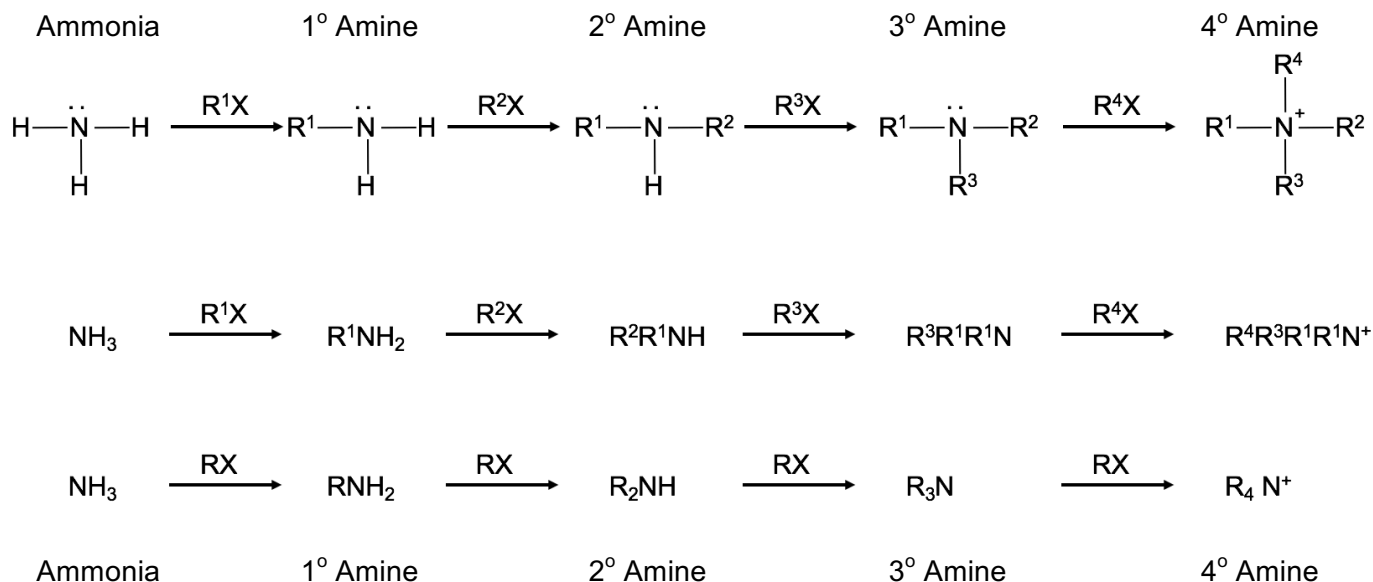 Ammonia 1° Amine 2° Amine 3° Amine 4° Amine
R⁴
R¹X R²X R³X R⁴X
H—N̈—H R¹—N̈—H R¹—N̈—R² R¹—N̈—R² R¹—N⁺—R²
H H H R³ R³
R¹X R²X R³X R⁴X
NH₃ R¹NH₂ R²R¹NH R³R¹R¹N R⁴R³R¹R¹N⁺
RX RX RX RX
NH₃ RNH₂ R₂NH R₃N R₄ N⁺
Ammonia 1° Amine 2° Amine 3° Amine 4° Amine